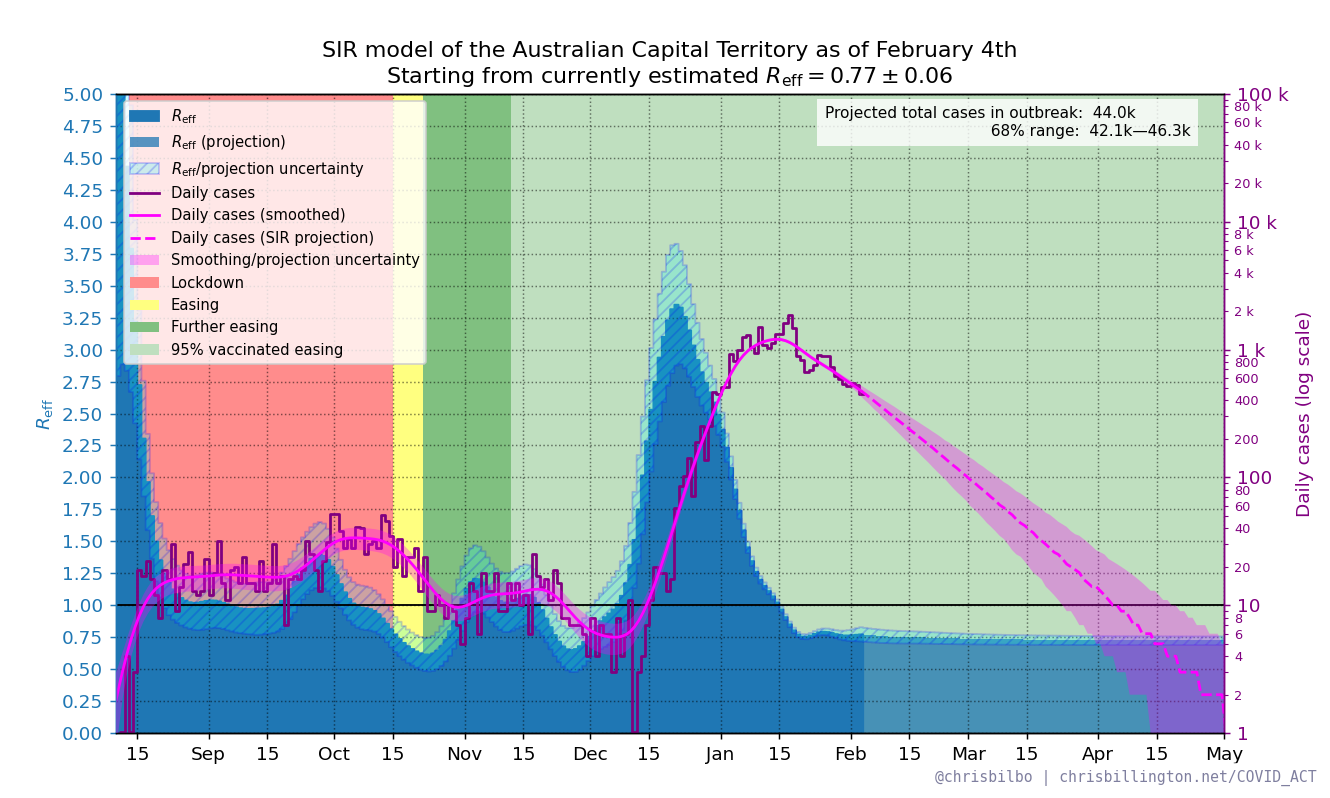 SIR model of the Australian Capital Territory as of February 4th
Starting from currently estimated R_eff = 0.77 ± 0.06
5.00
4.75
4.50
4.25
4.00
3.75
3.50
3.25
3.00
2.75
2.50
2.25
2.00
1.75
1.50
1.25
1.00
0.75
0.50
0.25
0.00
R_eff
R_eff
R_eff (projection)
R_eff/projection uncertainty
Daily cases
Daily cases (smoothed)
Daily cases (SIR projection)
Smoothing/projection uncertainty
Lockdown
Easing
Further easing
95% vaccinated easing
Projected total cases in outbreak: 44.0k
68% range: 42.1k—46.3k
100 k
80 k
60 k
40 k
20 k
10 k
8 k
6 k
4 k
2 k
1 k
800
600
400
200
100
80
60
40
20
10
8
6
4
2
1
Daily cases (log scale)
15 Sep 15 Oct 15 Nov 15 Dec 15 Jan 15 Feb 15 Mar 15 Apr 15 May
@chrisbilbo | chrisbillington.net/COVID_ACT